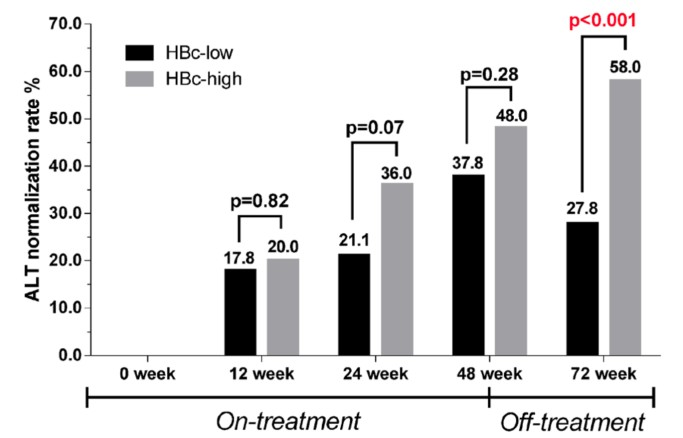 ALT normalization rate %
70.0
60.0
50.0
40.0
30.0
20.0
10.0
0.0
HBc-low
HBc-high
p=0.82
17.8
20.0
p=0.07
21.1
36.0
p=0.28
37.8
48.0
p<0.001
27.8
58.0
0 week
12 week
24 week
48 week
72 week
On-treatment
Off-treatment